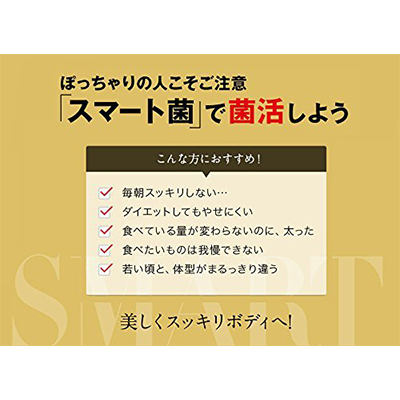 ぽっちゃりの人こそご注意
「スマート菌」で菌活しよう
こんな方におすすめ!
毎朝スッキリしない…
ダイエットしてもやせにくい
食べている量が変わらないのに、太った
食べたいものは我慢できない
若い頃と、体型がまるっきり違う
SMART
美しくスッキリボディへ!